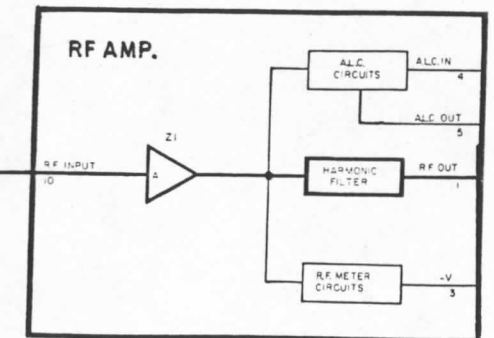 RF AMP.
A.L.C.
CIRCUITS
A.L.C. IN
4
A.L.C. OUT
5
Z1
R.F. INPUT
10
A
HARMONIC
FILTER
R.F. OUT
1
R.F. METER
CIRCUITS
-V
3